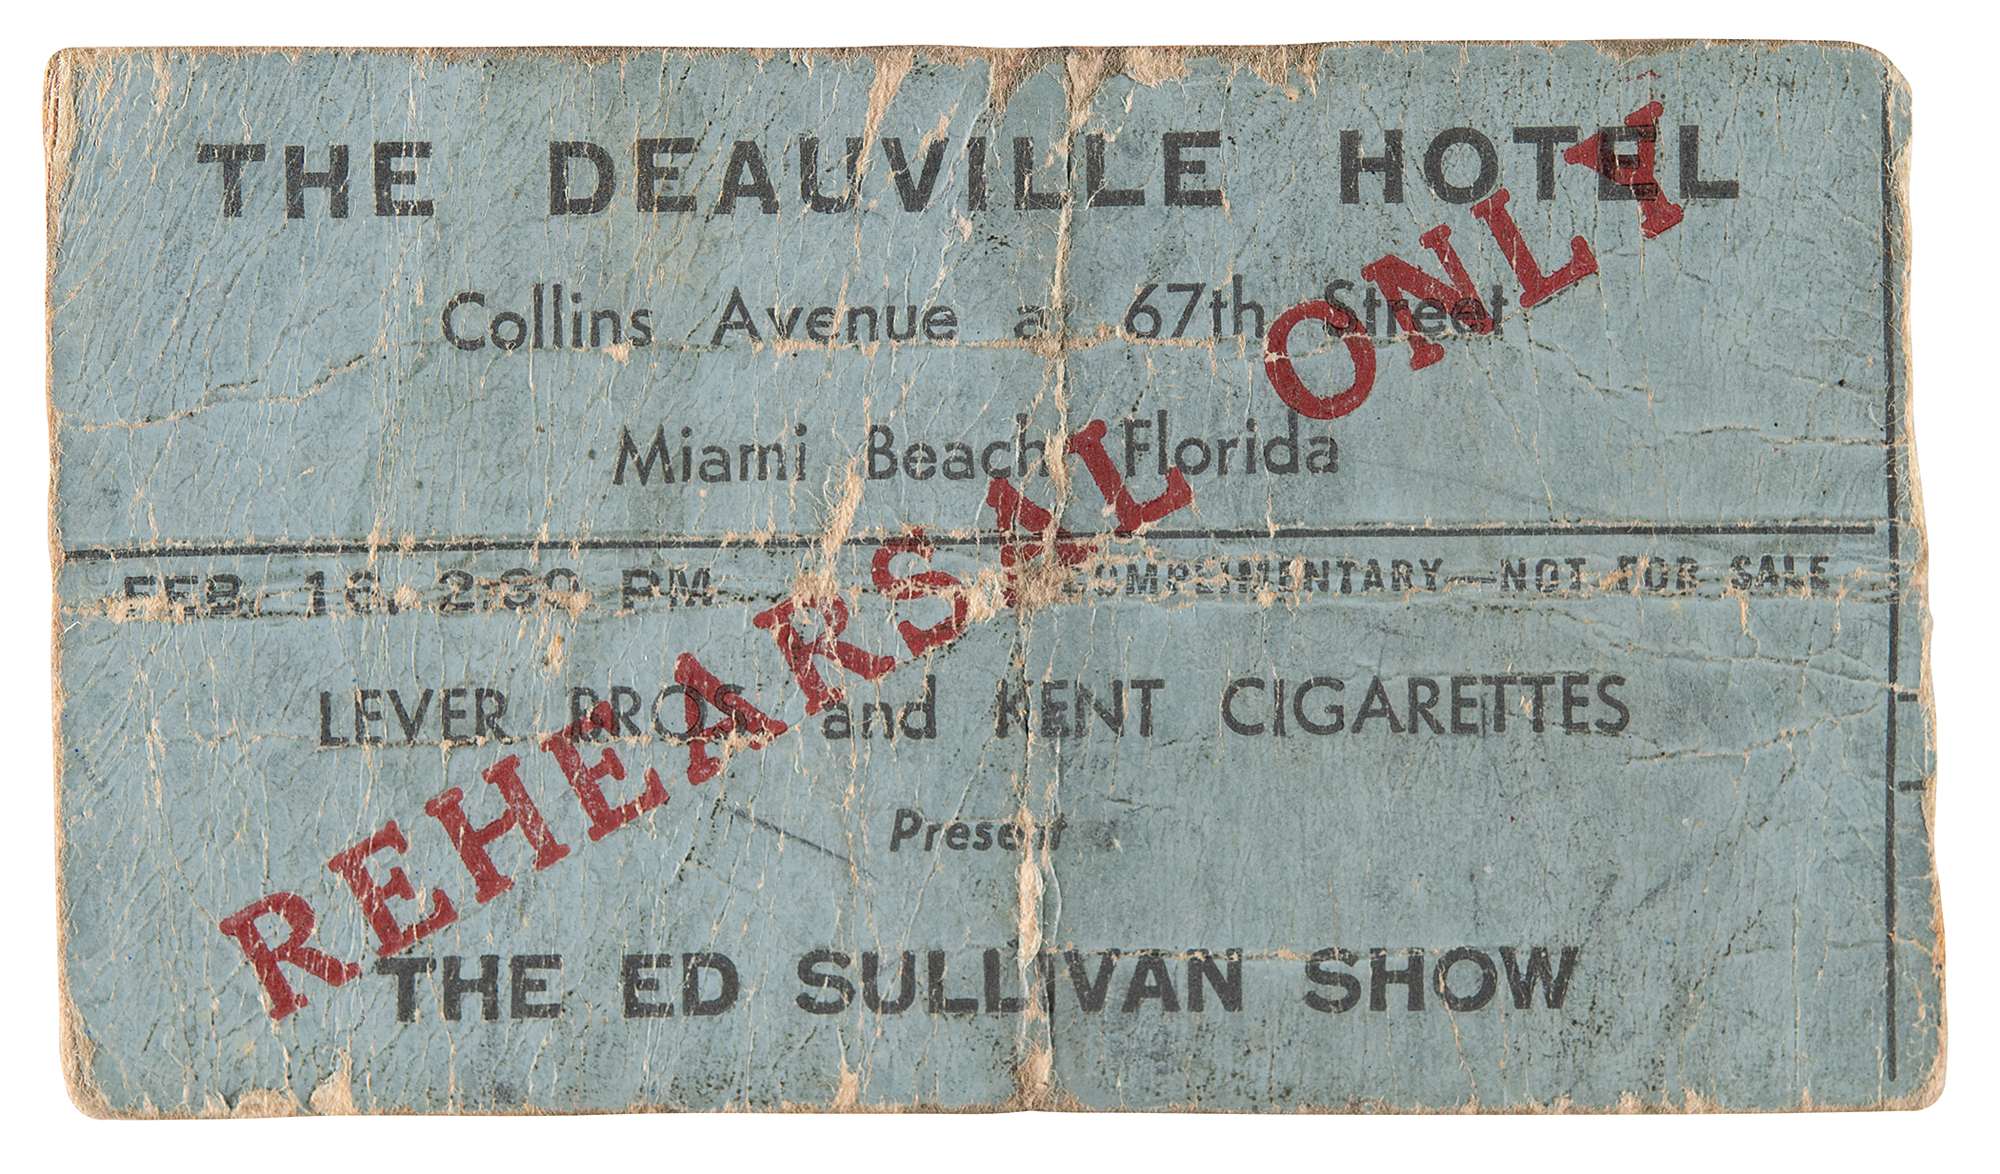 THE DEAUVILLE HOTEL
Collins Avenue at 67th Street
Miami Beach Florida
FEB. 16. 2:30 PM COMPLIMENTARY—NOT FOR SALE
LEVER BROS. and KENT CIGARETTES
Present
THE ED SULLIVAN SHOW
REHEARSAL ONLY